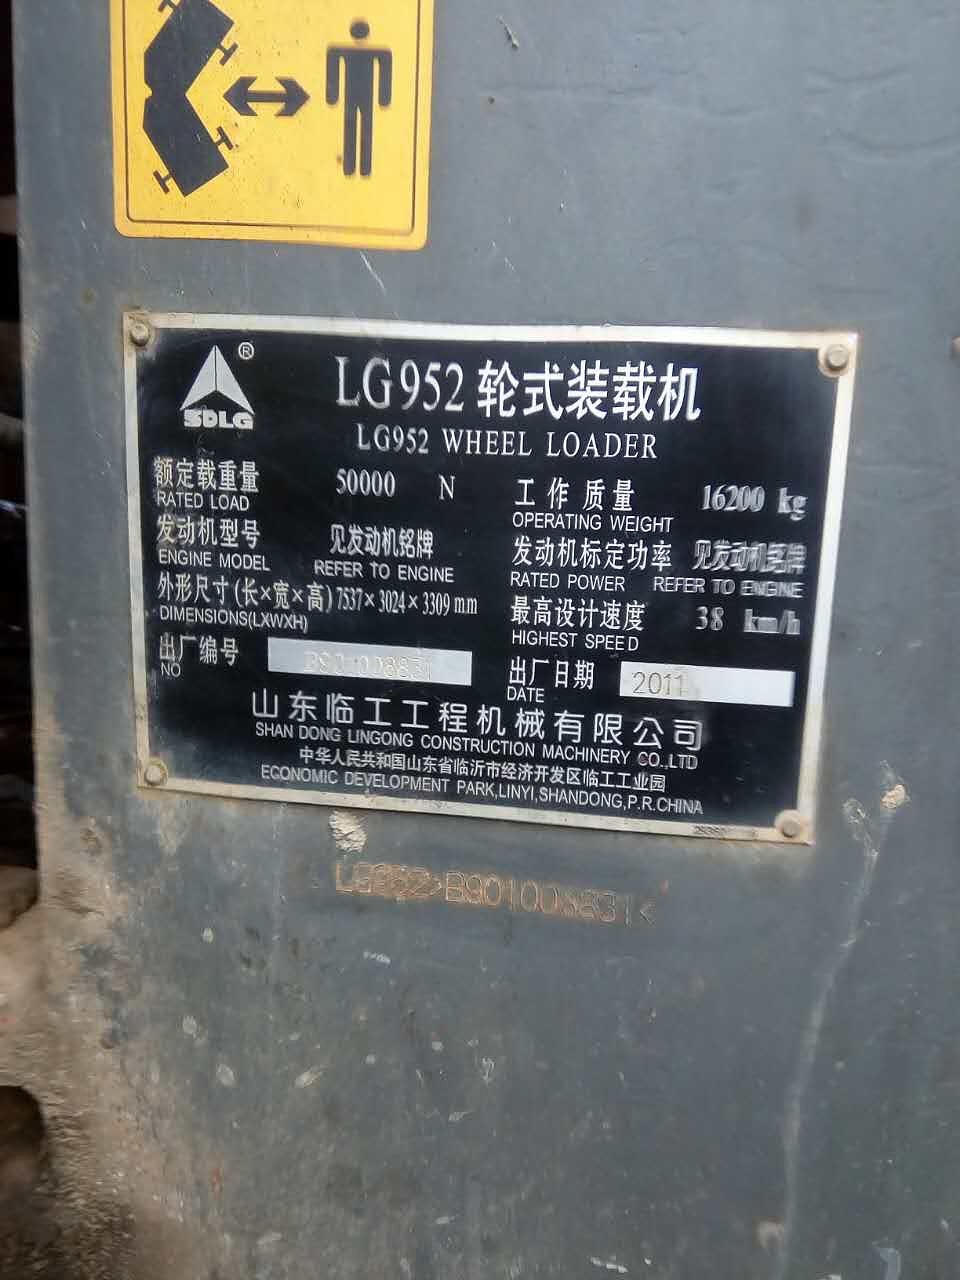 ®
SDLG
LG952 轮式装载机
LG952 WHEEL LOADER
额定载重量 50000 N
RATED LOAD
发动机型号 见发动机铭牌
ENGINE MODEL REFER TO ENGINE
外形尺寸(长×宽×高) 7537×3024×3309 mm
DIMENSIONS(LXWXH)
出厂编号 B901008831
NO
工作质量 16200 kg
OPERATING WEIGHT
发动机标定功率 见发动机铭牌
RATED POWER REFER TO ENGINE
最高设计速度 38 km/h
HIGHEST SPEED
出厂日期 2011
DATE
山东临工工程机械有限公司
SHAN DONG LINGONG CONSTRUCTION MACHINERY CO.,LTD
中华人民共和国山东省临沂市经济开发区临工工业园
ECONOMIC DEVELOPMENT PARK,LINYI,SHANDONG,P.R.CHINA
LG952>B901008831<